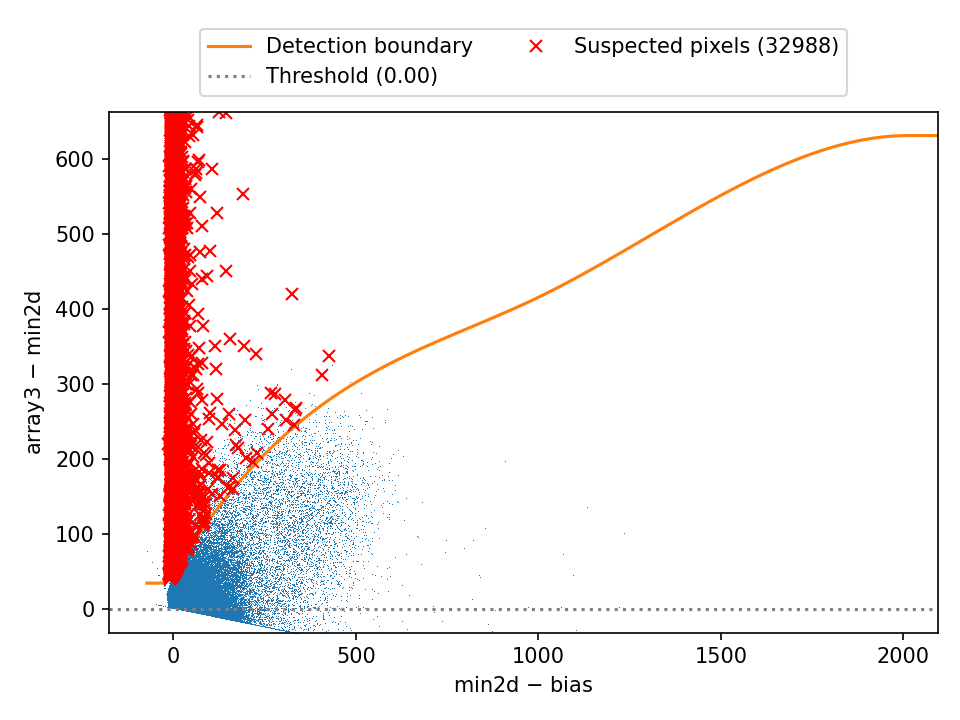 Detection boundary
Threshold (0.00)
Suspected pixels (32988)
600
500
400
300
200
100
0
array3 − min2d
0
500
1000
1500
2000
min2d − bias